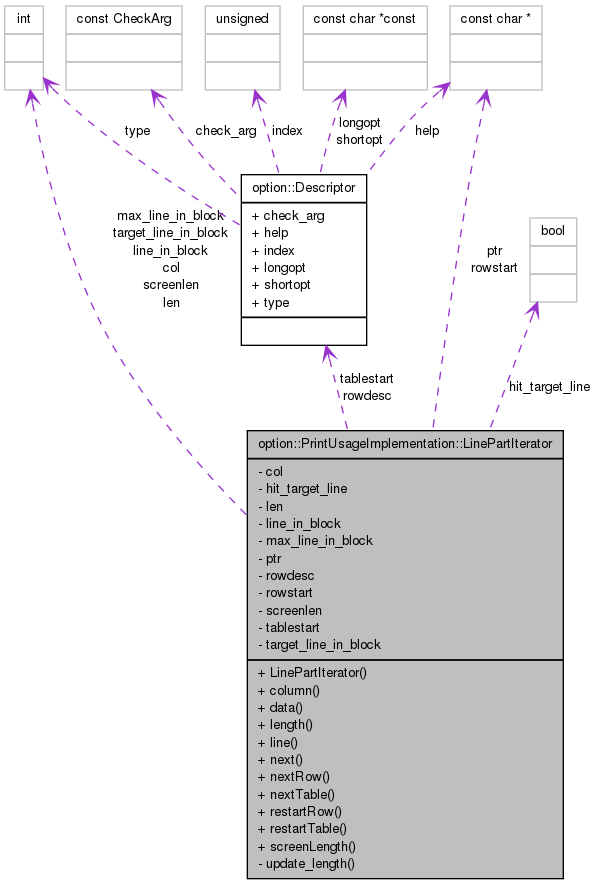 int
const CheckArg
unsigned
const char *const
const char *
type
check_arg
index
longopt
shortopt
help
option::Descriptor
+ check_arg
+ help
+ index
+ longopt
+ shortopt
+ type
max_line_in_block
target_line_in_block
line_in_block
col
screenlen
len
ptr
rowstart
bool
tablestart
rowdesc
hit_target_line
option::PrintUsageImplementation::LinePartIterator
- col
- hit_target_line
- len
- line_in_block
- max_line_in_block
- ptr
- rowdesc
- rowstart
- screenlen
- tablestart
- target_line_in_block
+ LinePartIterator()
+ column()
+ data()
+ length()
+ line()
+ next()
+ nextRow()
+ nextTable()
+ restartRow()
+ restartTable()
+ screenLength()
- update_length()